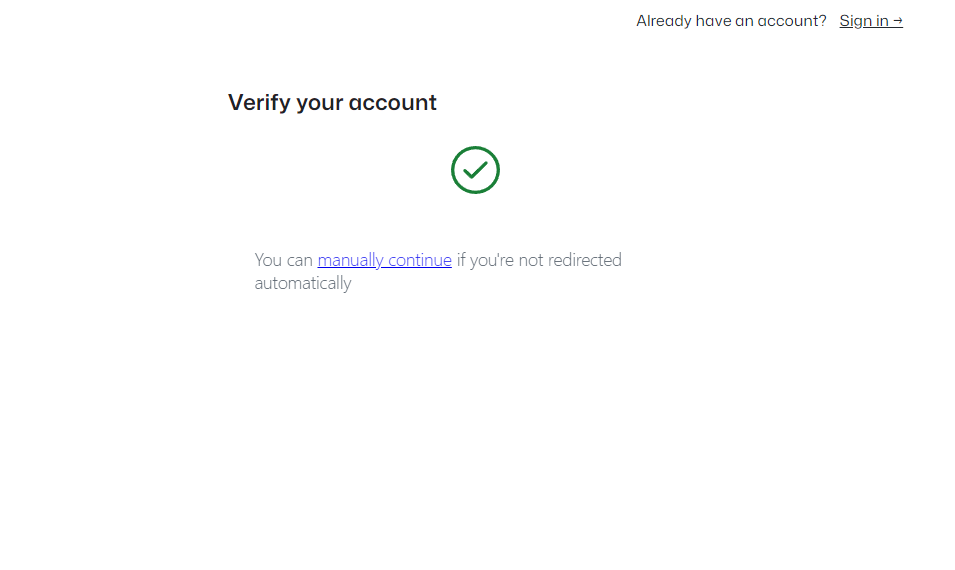 Already have an account? Sign in →
Verify your account
You can manually continue if you're not redirected
automatically